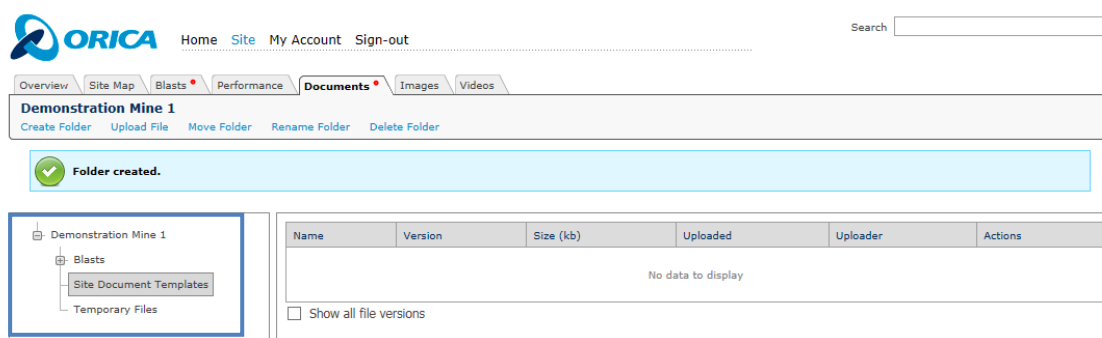 Search
ORICA Home Site My Account Sign-out
Overview Site Map Blasts Performance Documents Images Videos
Demonstration Mine 1
Create Folder Upload File Move Folder Rename Folder Delete Folder
Folder created.
Demonstration Mine 1
Blasts
Site Document Templates
Temporary Files
Name Version Size (kb) Uploaded Uploader Actions
No data to display
Show all file versions